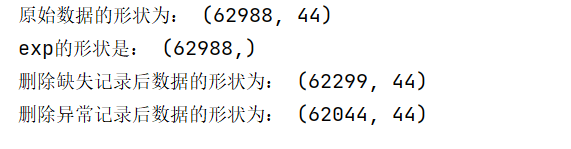 原始数据的形状为： (62988, 44)
exp的形状是： (62988,)
删除缺失记录后数据的形状为： (62299, 44)
删除异常记录后数据的形状为： (62044, 44)